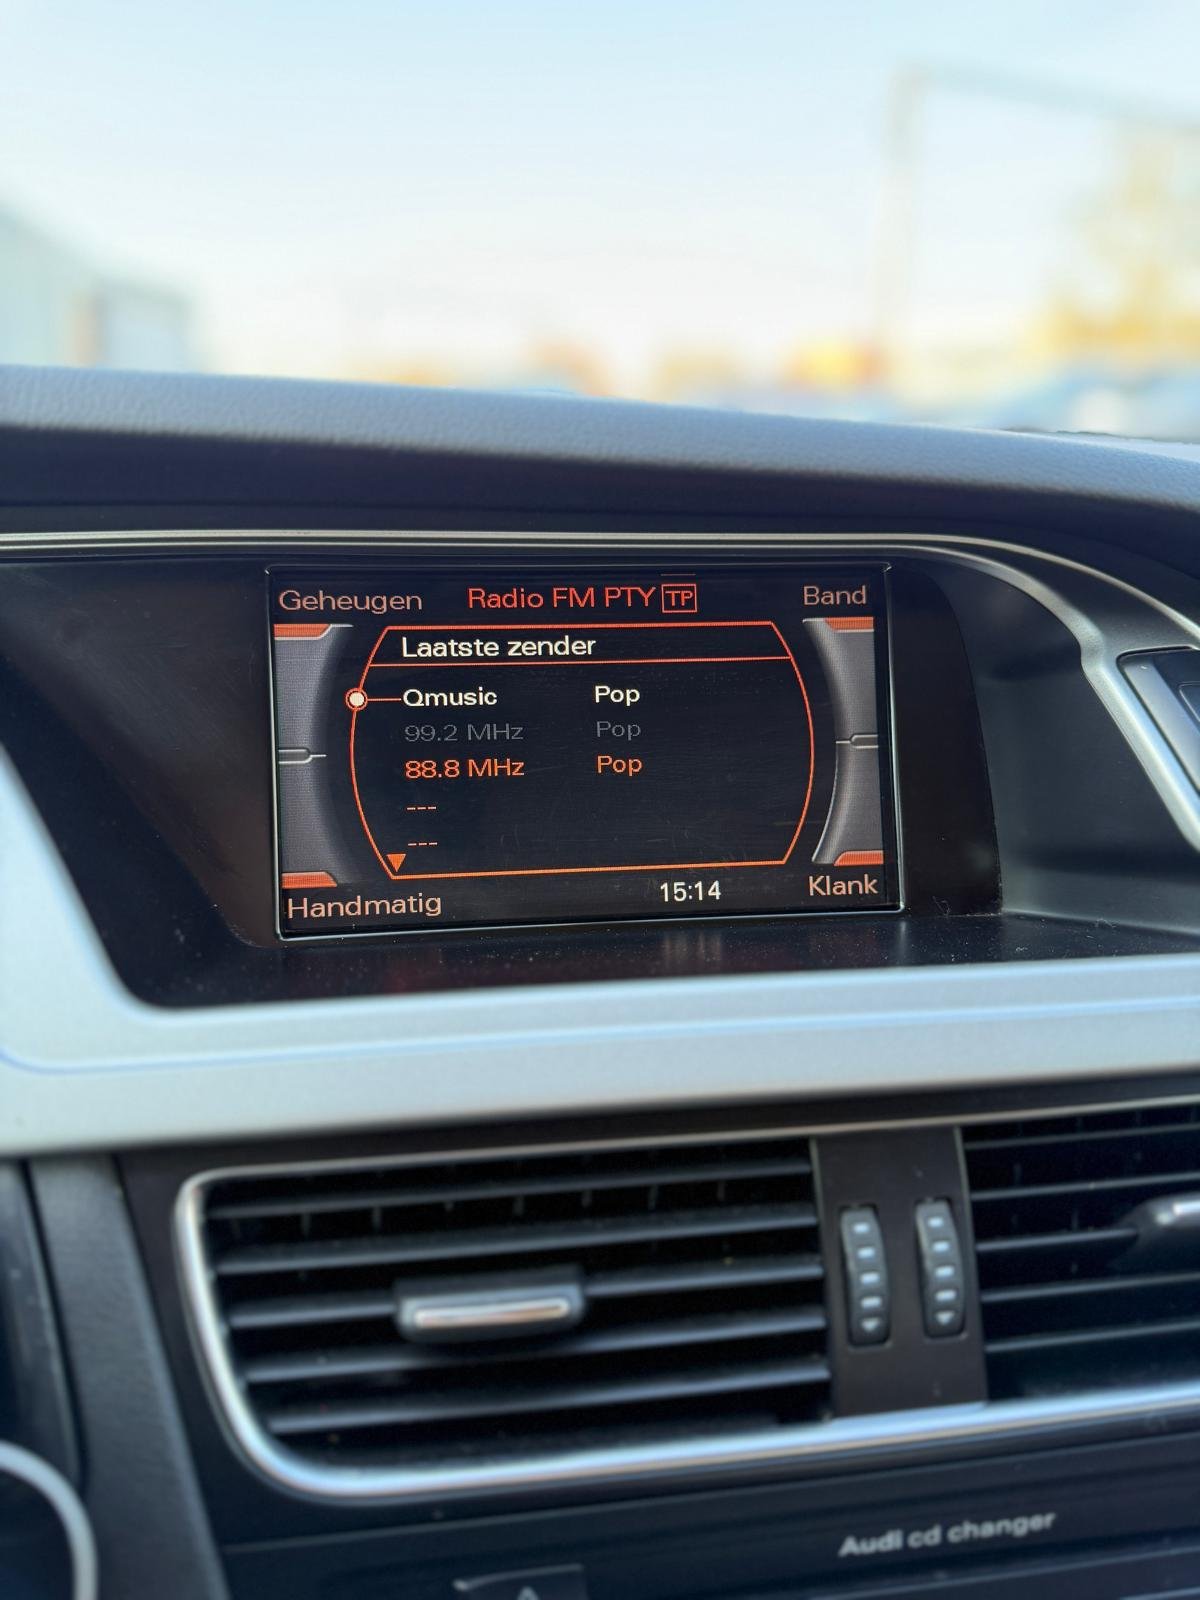 Geheugen Radio FM PTY TP Band
Laatste zender
Qmusic Pop
99.2 MHz Pop
88.8 MHz Pop
---
---
Handmatig 15:14 Klank
Audi cd changer